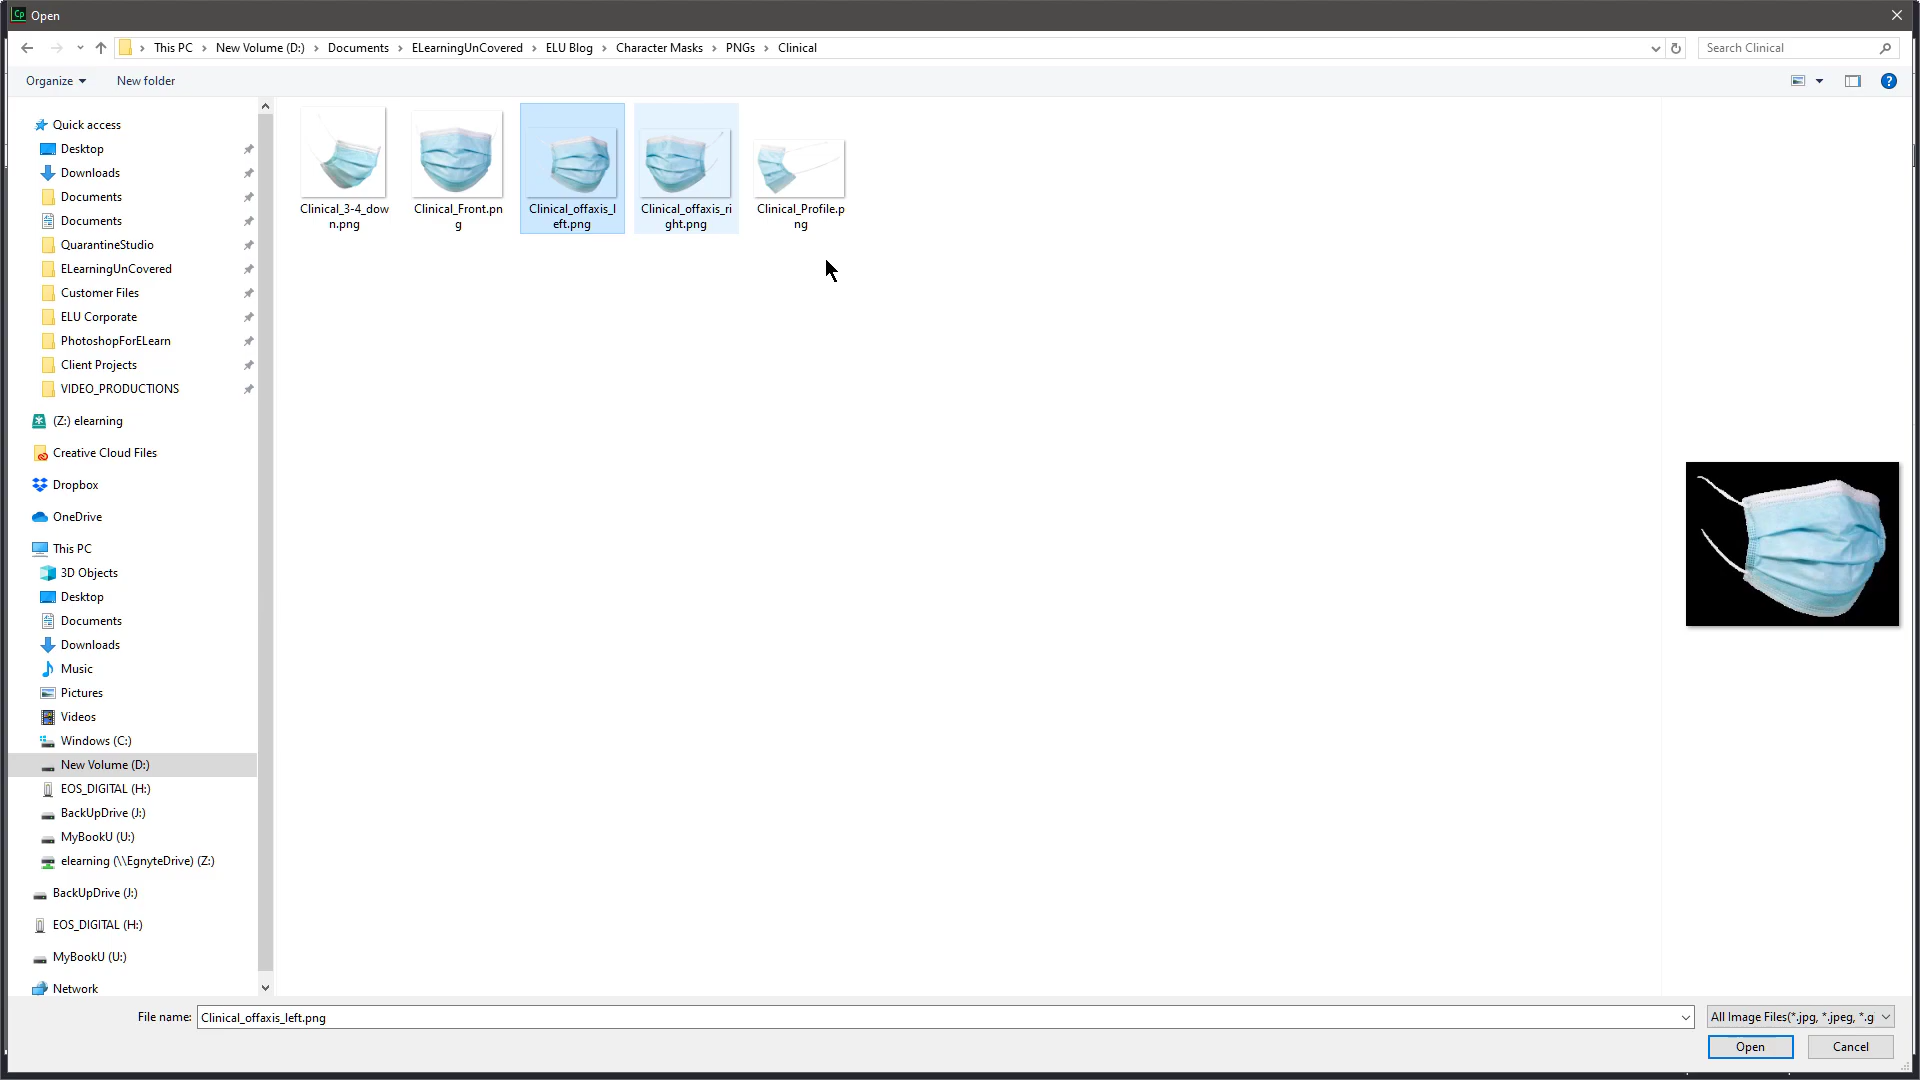 Cp Open
This PC > New Volume (D:) > Documents > ELearningUnCovered > ELU Blog > Character Masks > PNGs > Clinical
Search Clinical
Organize
New folder
Quick access
Desktop
Downloads
Documents
Documents
QuarantineStudio
ELearningUnCovered
Customer Files
ELU Corporate
PhotoshopForELearn
Client Projects
VIDEO_PRODUCTIONS
(Z:) elearning
Creative Cloud Files
Dropbox
OneDrive
This PC
3D Objects
Desktop
Documents
Downloads
Music
Pictures
Videos
Windows (C:)
New Volume (D:)
EOS_DIGITAL (H:)
BackUpDrive (J:)
MyBookU (U:)
elearning (\\EgnyteDrive) (Z:)
BackUpDrive (J:)
EOS_DIGITAL (H:)
MyBookU (U:)
Network
Clinical_3-4_dow
n.png
Clinical_Front.pn
g
Clinical_offaxis_l
eft.png
Clinical_offaxis_ri
ght.png
Clinical_Profile.p
ng
File name:
Clinical_offaxis_left.png
All Image Files(*.jpg, *.jpeg, *.g
Open
Cancel